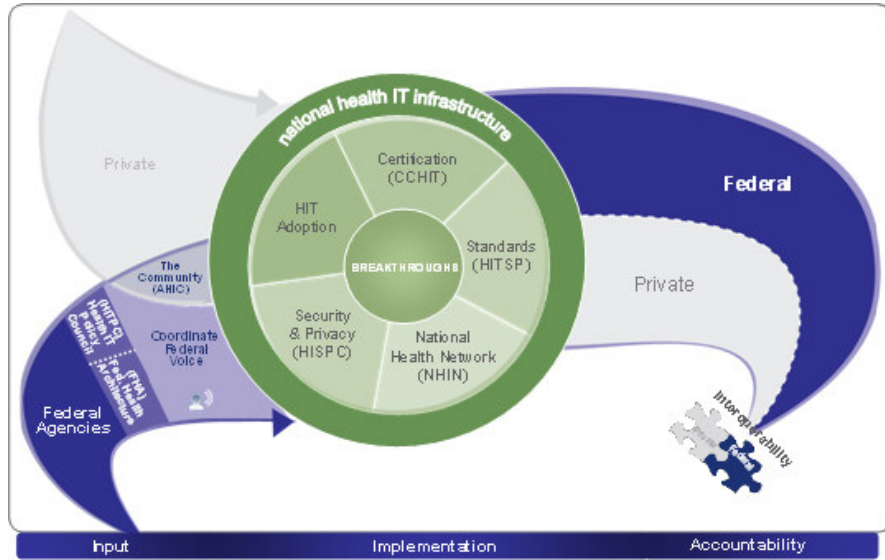 national health IT infrastructure
Private
Certification
(CCHIT)
HIT
Adoption
Standards
(HITSP)
BREAKTHROUGHS
Security
& Privacy
(HISPC)
National
Health Network
(NHIN)
The
Community
(AHIC)
Coordinate
Federal
Voice
(HITPC)
Health IT
Policy
Council
(FHA)
(Fed. Health
Architecture
Federal
Agencies
Federal
Private
Interoperability
Private
Federal
Input
Implementation
Accountability